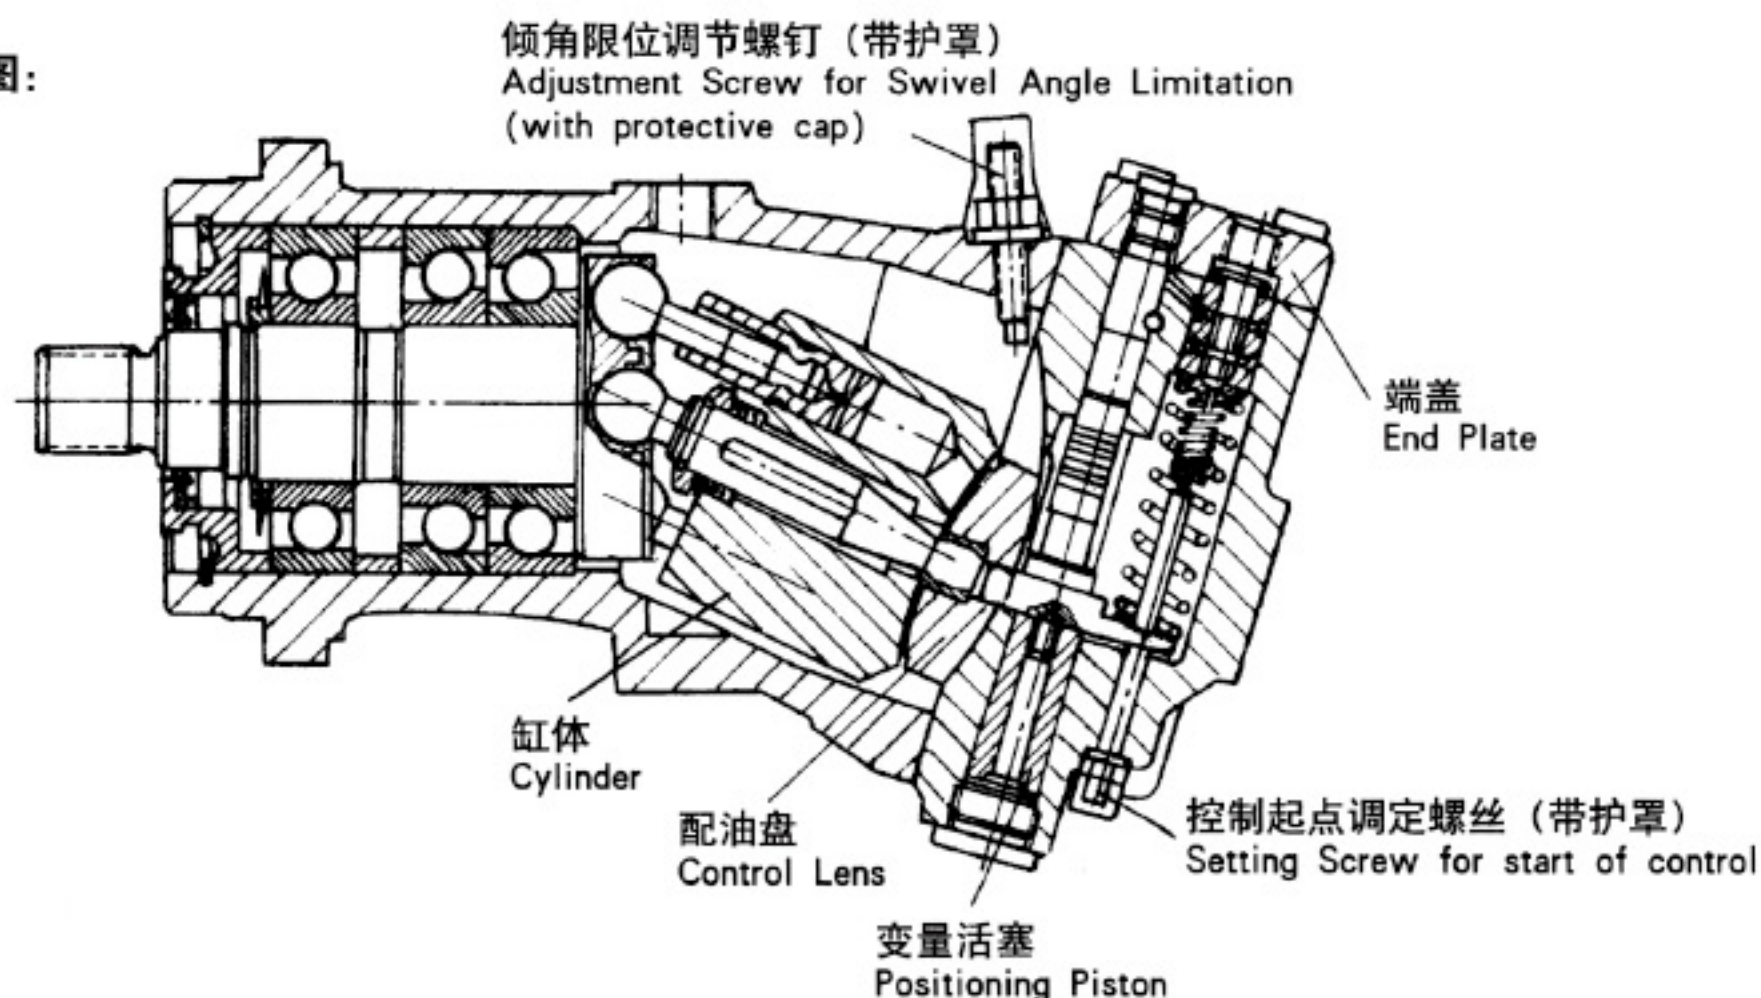 图:
倾角限位调节螺钉（带护罩）
Adjustment Screw for Swivel Angle Limitation
(with protective cap)
端盖
End Plate
缸体
Cylinder
配油盘
Control Lens
控制起点调定螺丝（带护罩）
Setting Screw for start of control
变量活塞
Positioning Piston